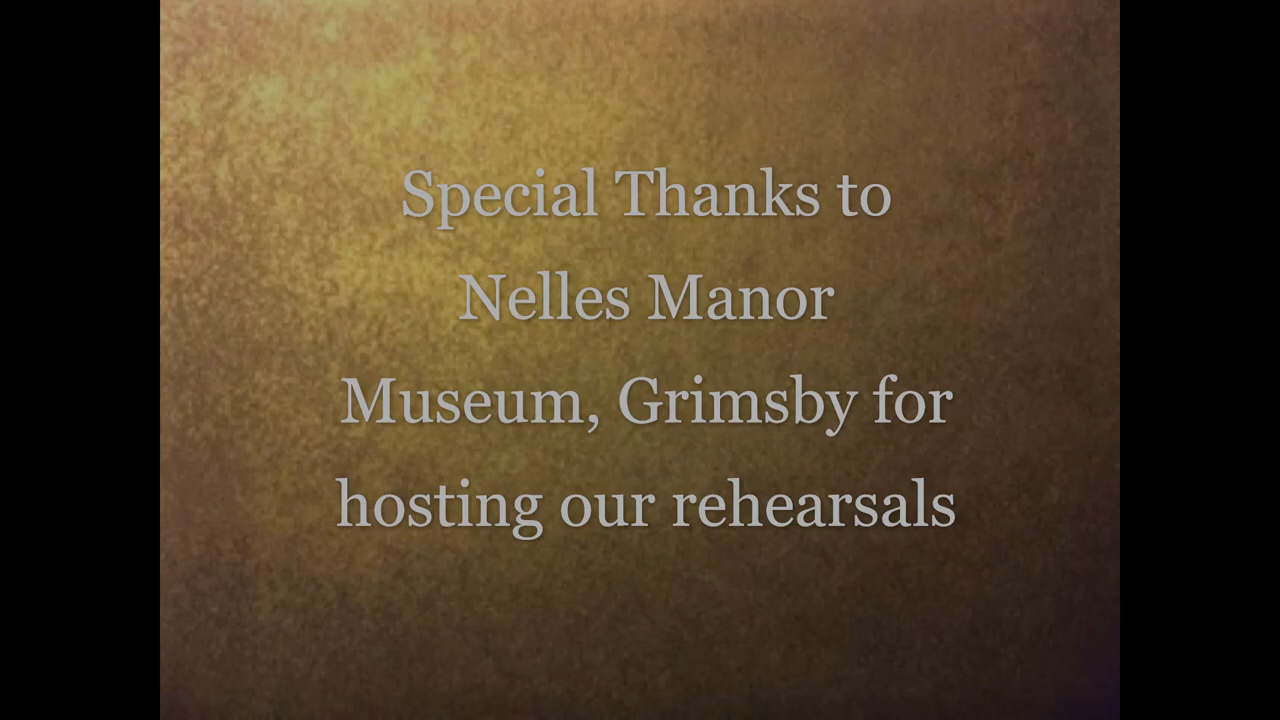 Special Thanks to
Nelles Manor
Museum, Grimsby for
hosting our rehearsals